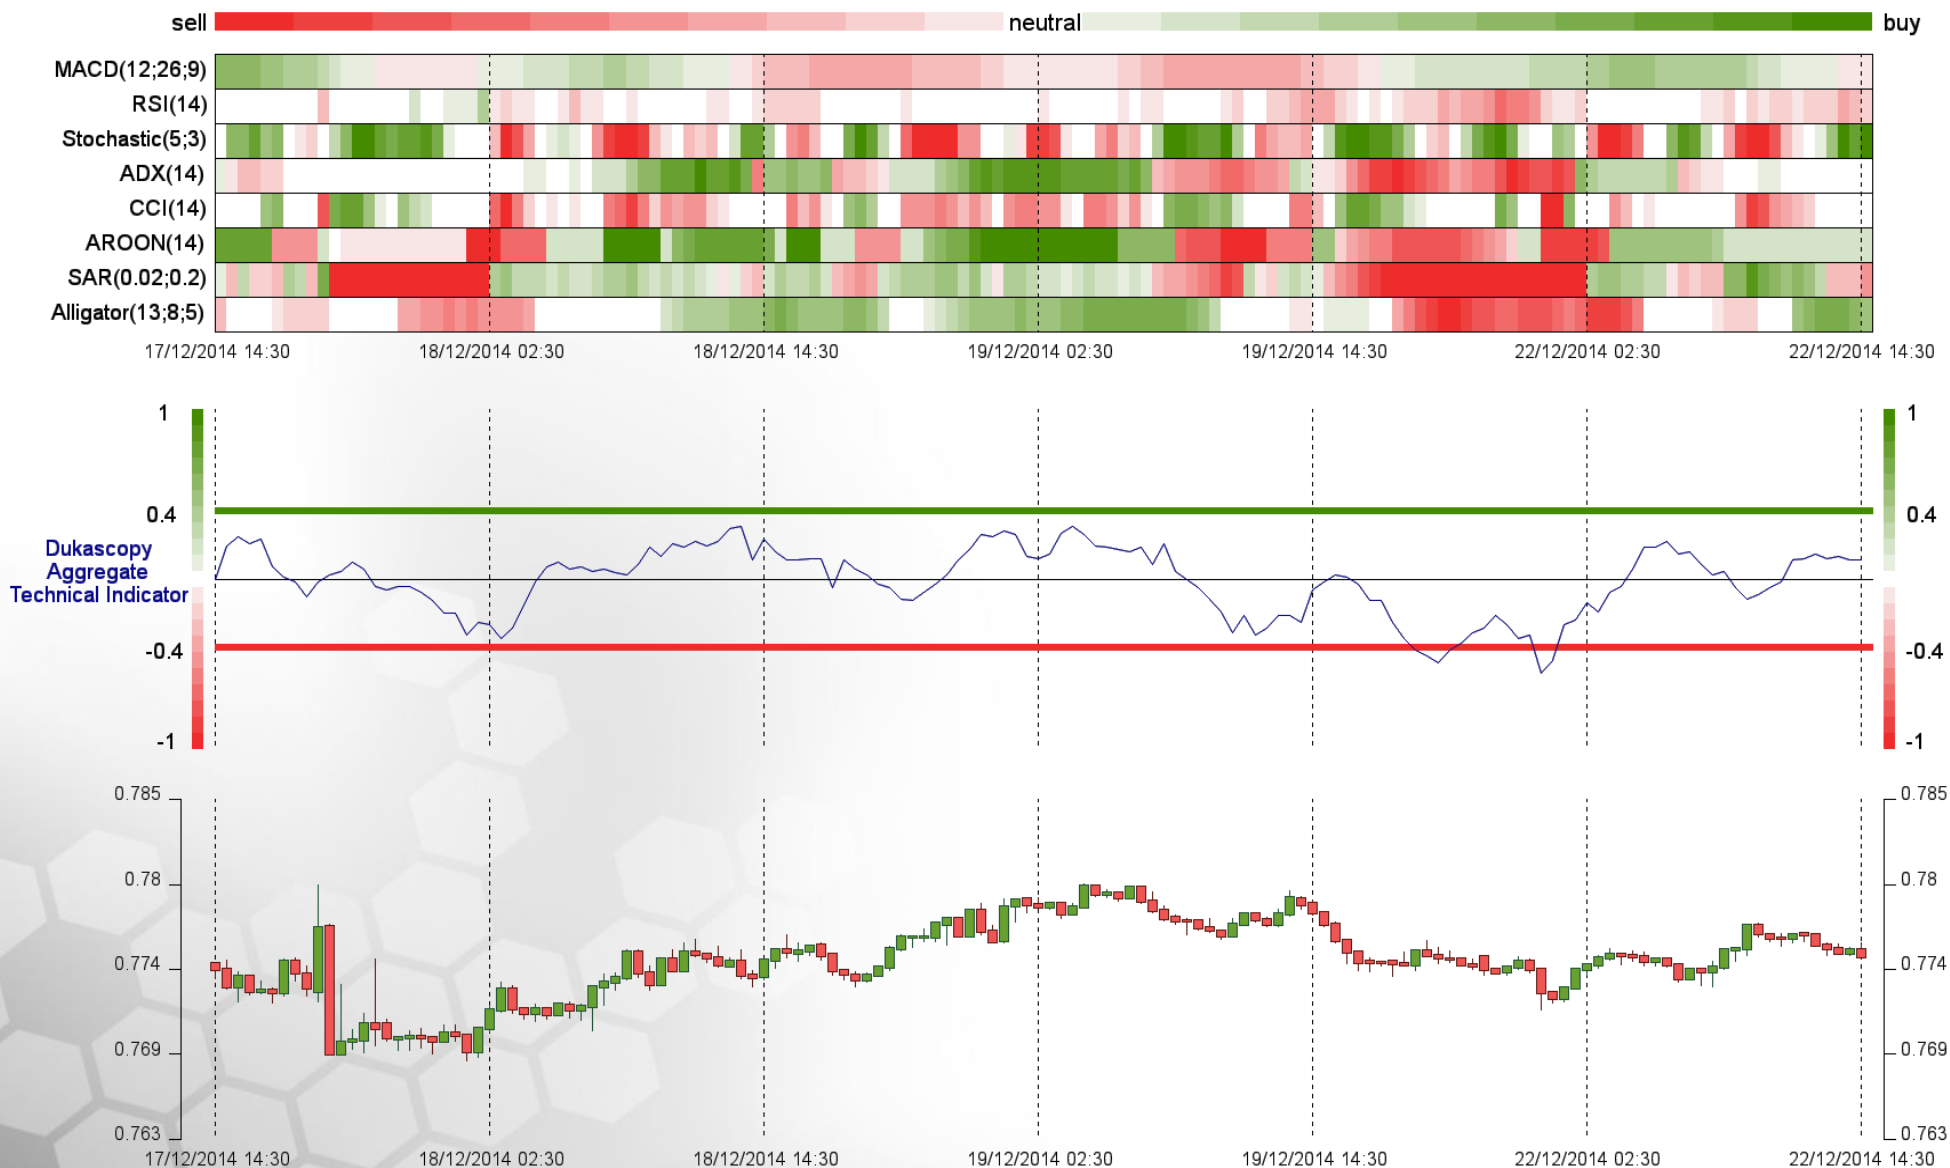 sell neutral buy
MACD(12;26;9)
RSI(14)
Stochastic(5;3)
ADX(14)
CCI(14)
AROON(14)
SAR(0.02;0.2)
Alligator(13;8;5)
17/12/2014 14:30 18/12/2014 02:30 18/12/2014 14:30 19/12/2014 02:30 19/12/2014 14:30 22/12/2014 02:30 22/12/2014 14:30
1 1
0.4 0.4
Dukascopy
Aggregate
Technical Indicator
-0.4 -0.4
-1 -1
0.785 0.785
0.78 0.78
0.774 0.774
0.769 0.769
0.763 0.763
17/12/2014 14:30 18/12/2014 02:30 18/12/2014 14:30 19/12/2014 02:30 19/12/2014 14:30 22/12/2014 02:30 22/12/2014 14:30